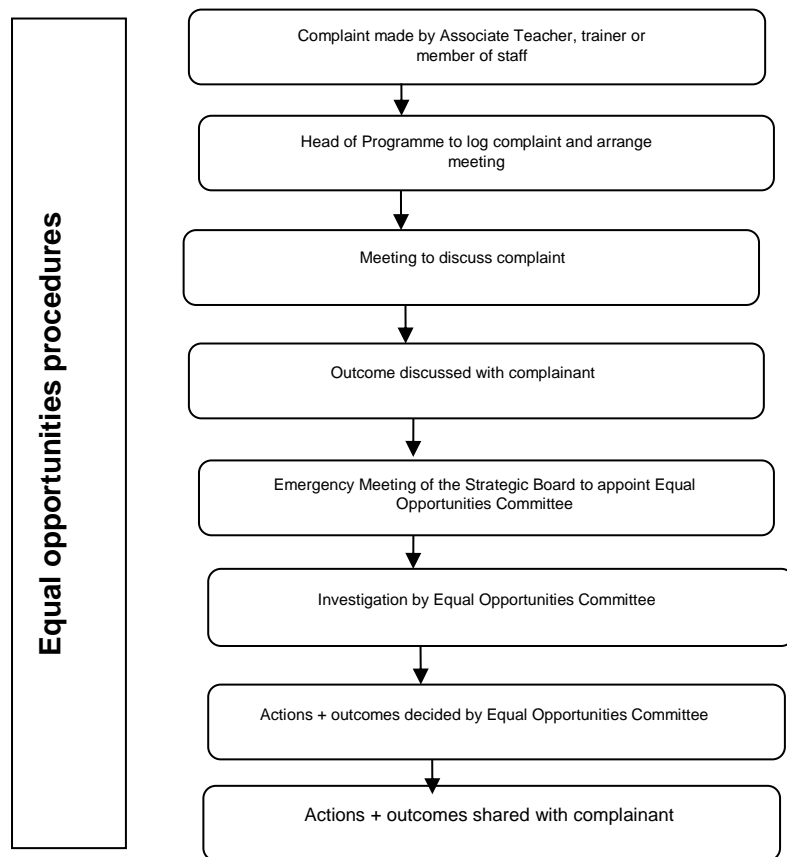 Equal opportunities procedures
Complaint made by Associate Teacher, trainer or
member of staff
Head of Programme to log complaint and arrange
meeting
Meeting to discuss complaint
Outcome discussed with complainant
Emergency Meeting of the Strategic Board to appoint Equal
Opportunities Committee
Investigation by Equal Opportunities Committee
Actions + outcomes decided by Equal Opportunities Committee
Actions + outcomes shared with complainant